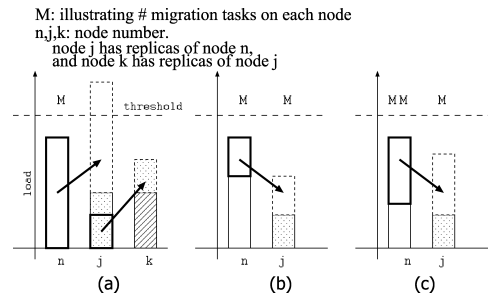 M: illustrating # migration tasks on each node
n,j,k: node number.
node j has replicas of node n,
and node k has replicas of node j
M threshold M M M M M
load
n j k n j n j
(a) (b) (c)